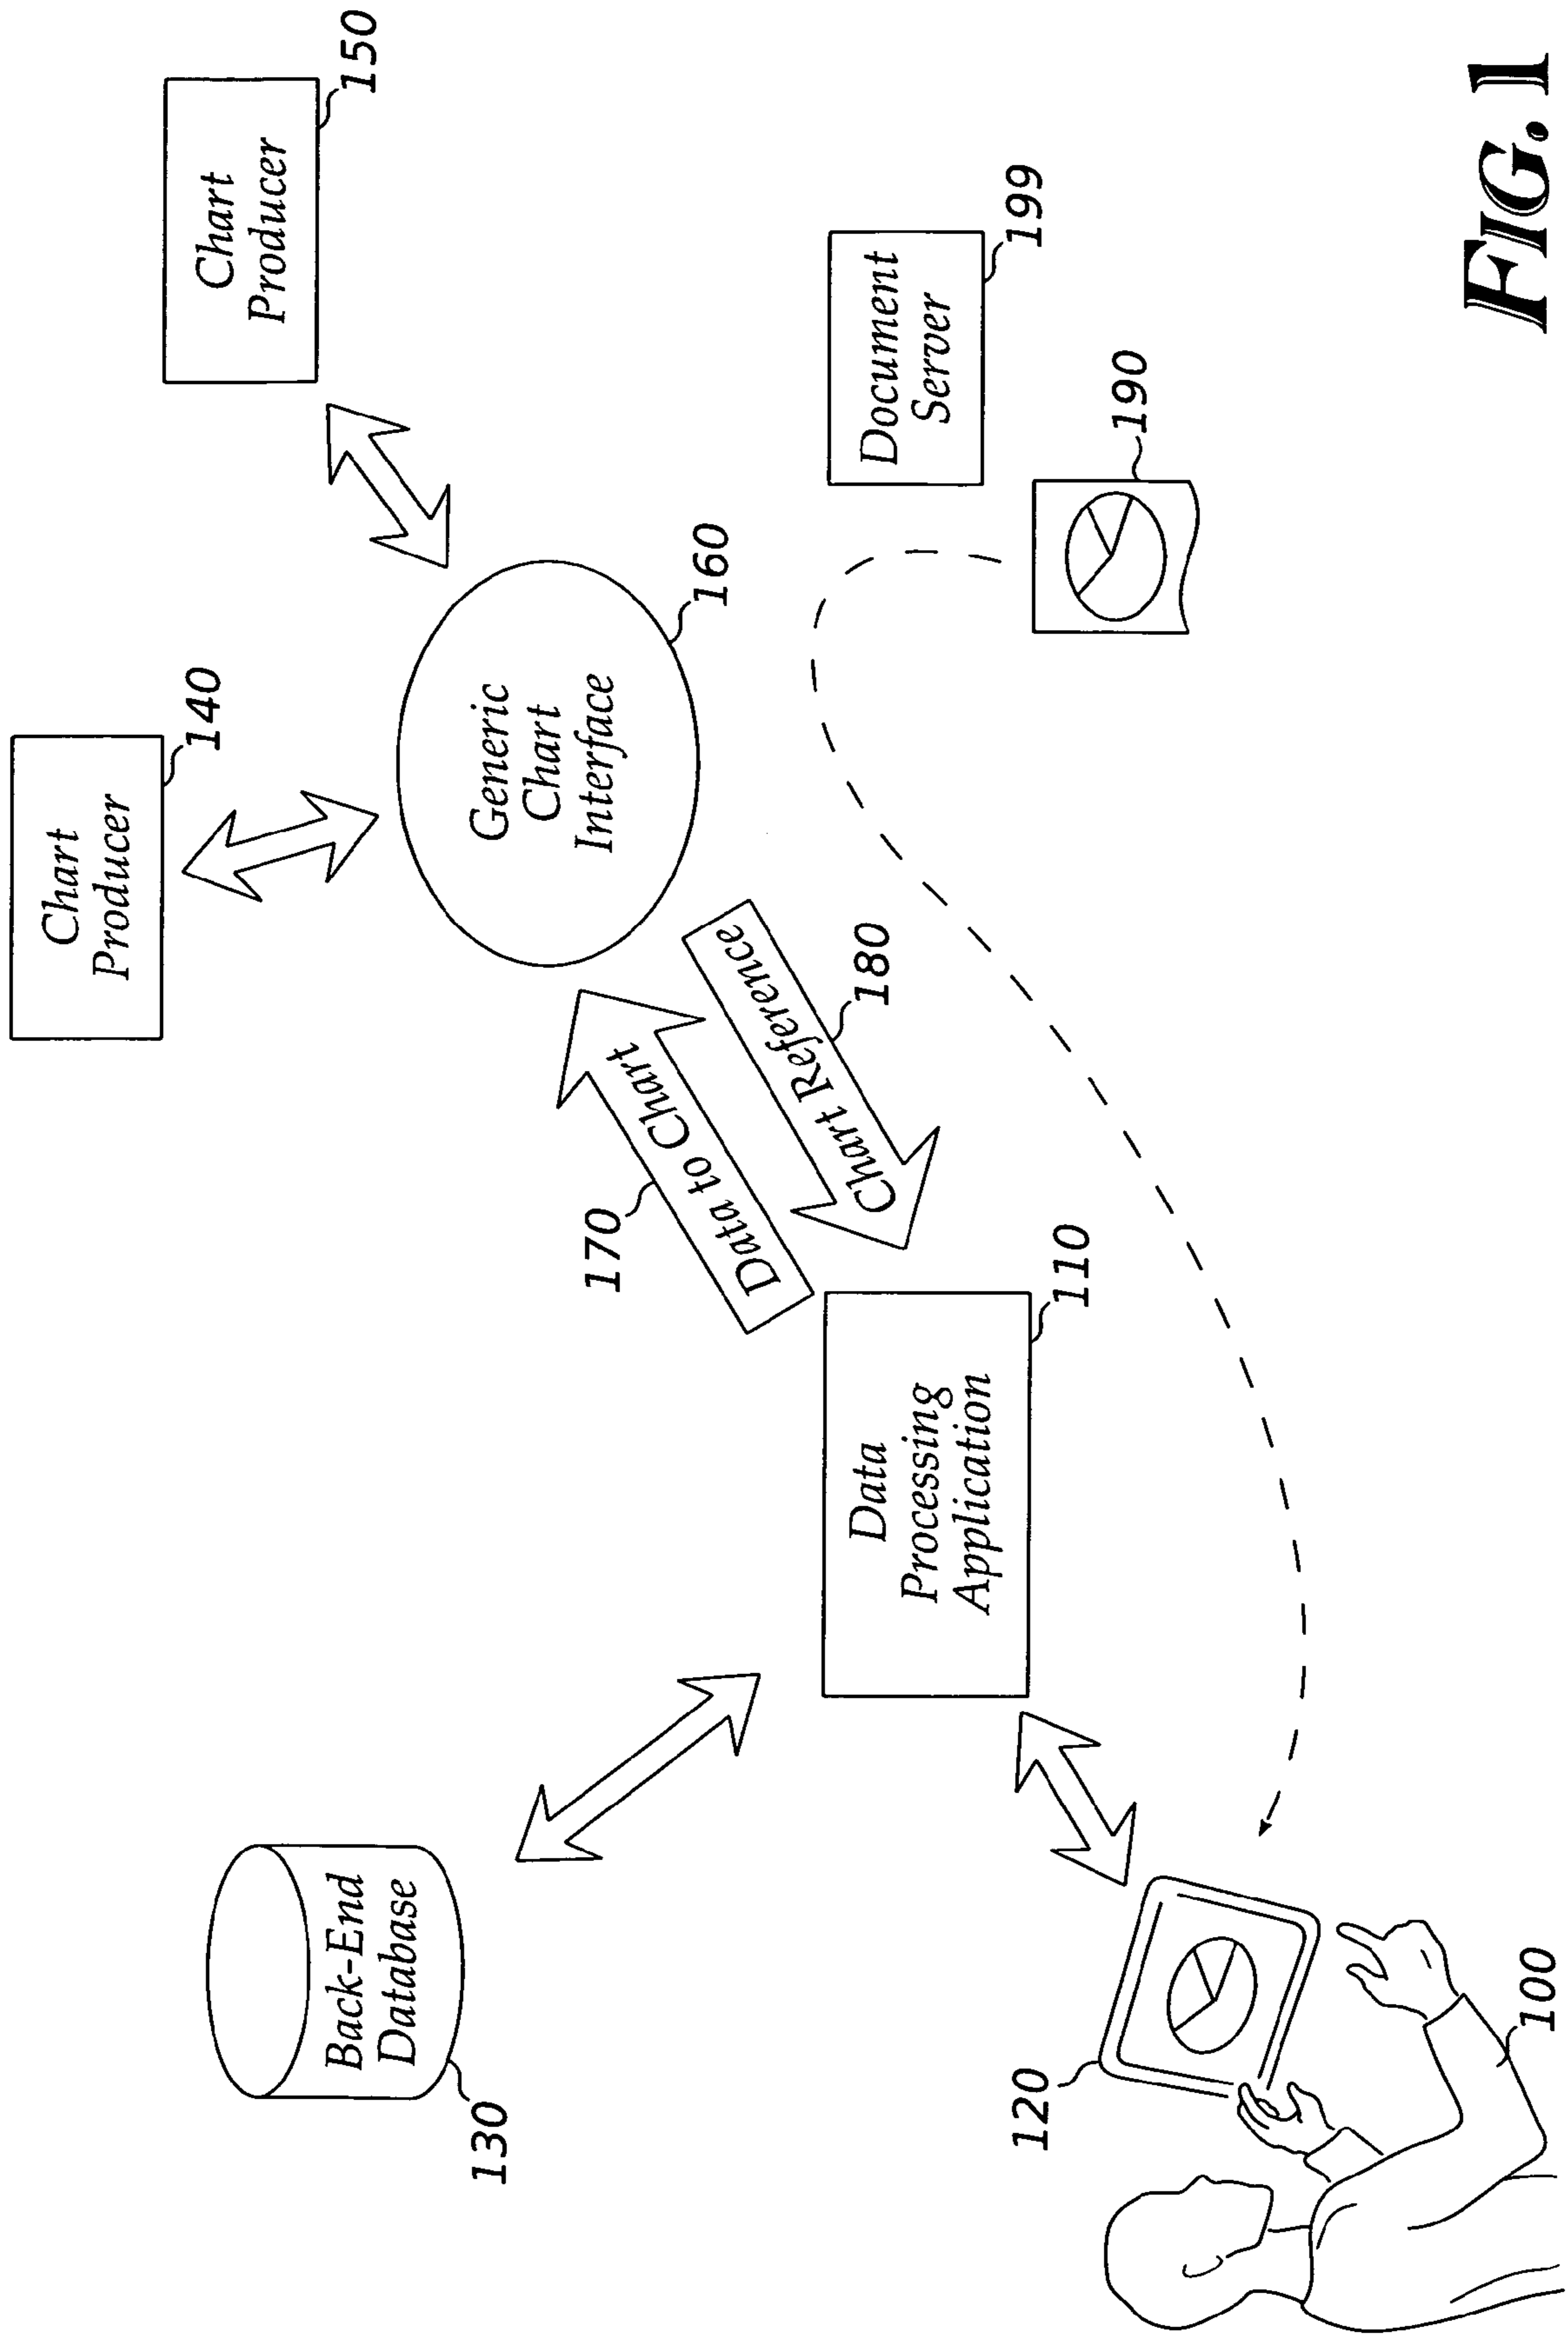 Chart
Producer
140
Chart
Producer
150
Back-End
Database
130
Generic
Chart
Interface
160
170
Data to Chart
Chart Reference
180
Data
Processing
Application
110
Document
Server
199
190
120
100
FIG. 1